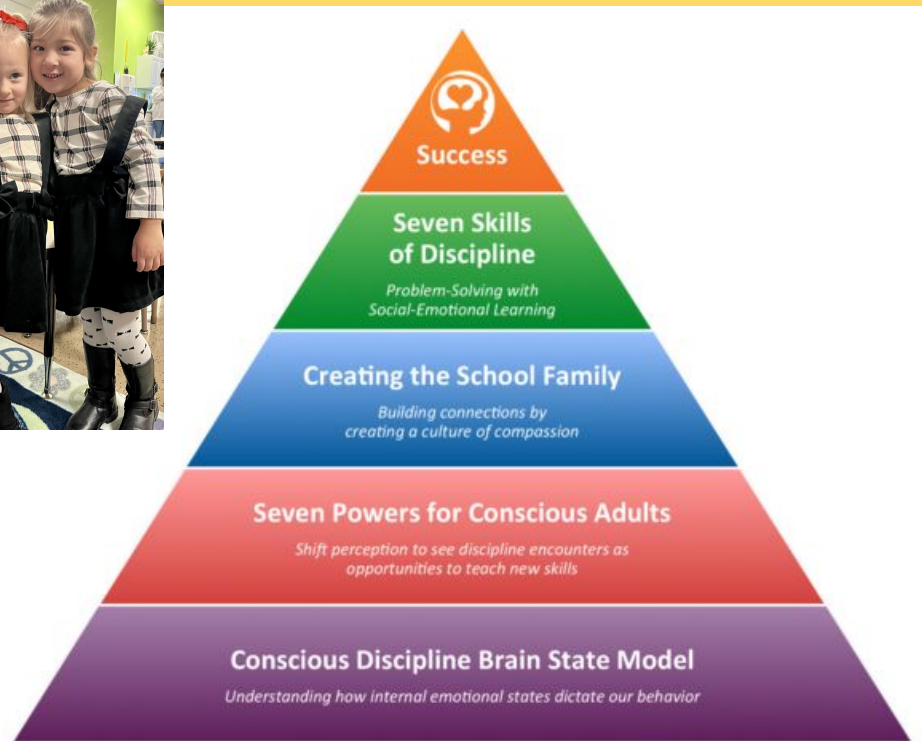 Success
Seven Skills
of Discipline
Problem-Solving with
Social-Emotional Learning
Creating the School Family
Building connections by
creating a culture of compassion
Seven Powers for Conscious Adults
Shift perception to see discipline encounters as
opportunities to teach new skills
Conscious Discipline Brain State Model
Understanding how internal emotional states dictate our behavior